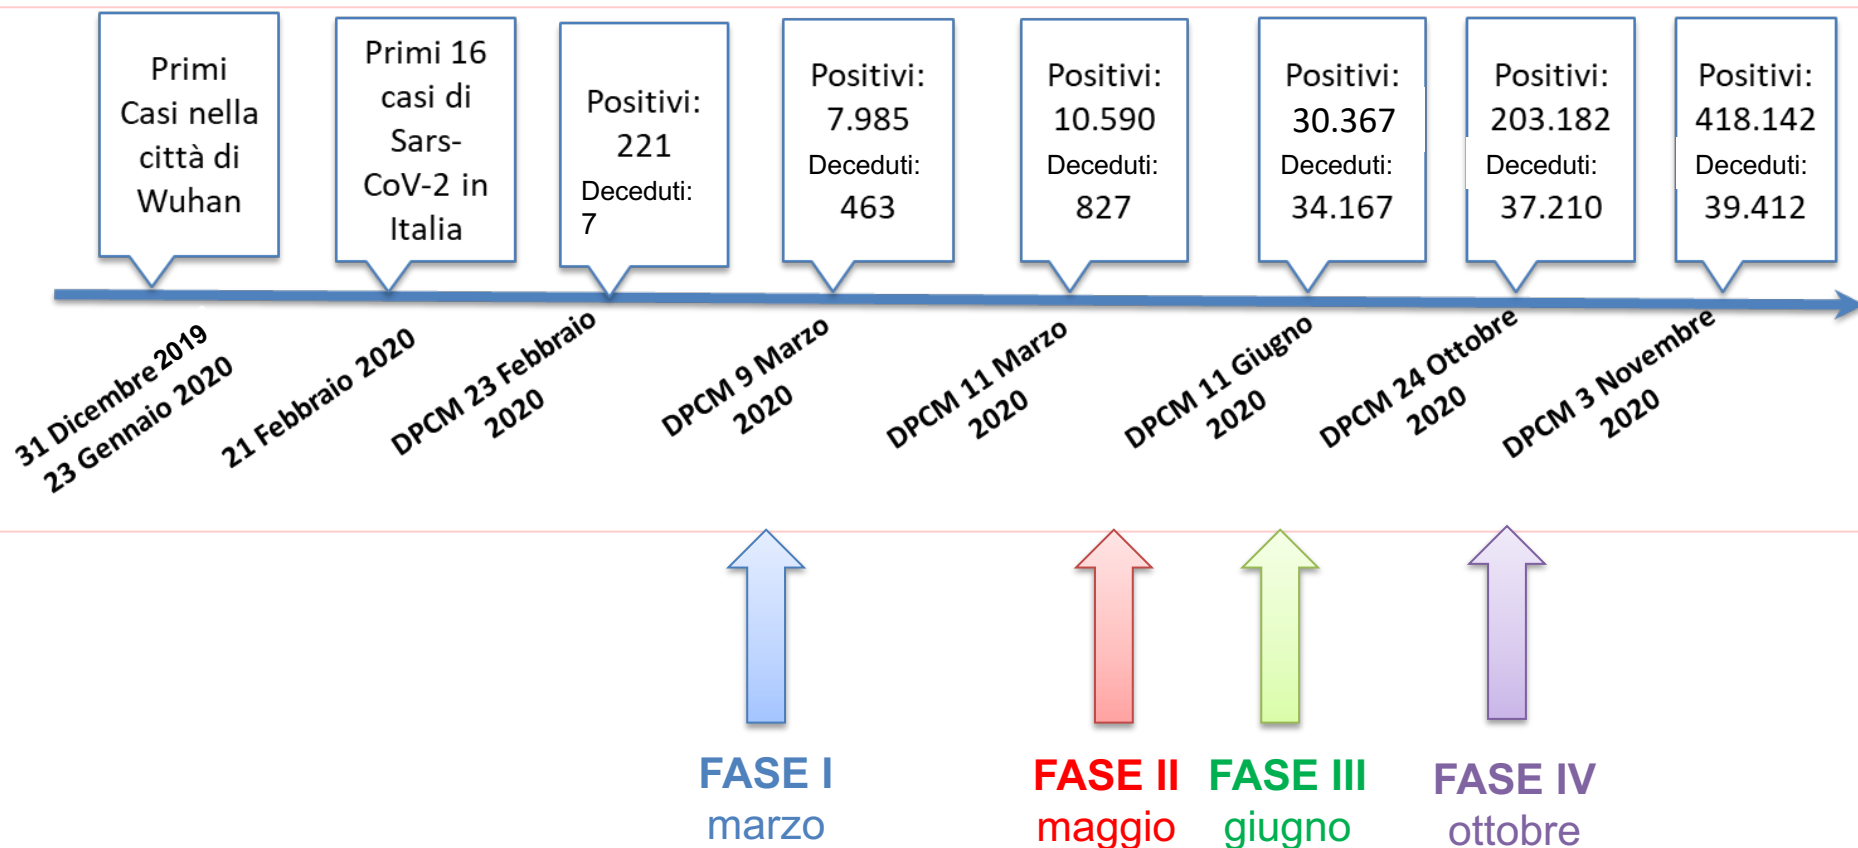 Primi
Casi nella
città di
Wuhan
Primi 16
casi di
Sars-
CoV-2 in
Italia
Positivi:
221
Deceduti:
7
Positivi:
7.985
Deceduti:
463
Positivi:
10.590
Deceduti:
827
Positivi:
30.367
Deceduti:
34.167
Positivi:
203.182
Deceduti:
37.210
Positivi:
418.142
Deceduti:
39.412
31 Dicembre 2019
23 Gennaio 2020
21 Febbraio 2020
DPCM 23 Febbraio
2020
DPCM 9 Marzo
2020
DPCM 11 Marzo
2020
DPCM 11 Giugno
2020
DPCM 24 Ottobre
2020
DPCM 3 Novembre
2020
FASE I
marzo
FASE II
maggio
FASE III
giugno
FASE IV
ottobre